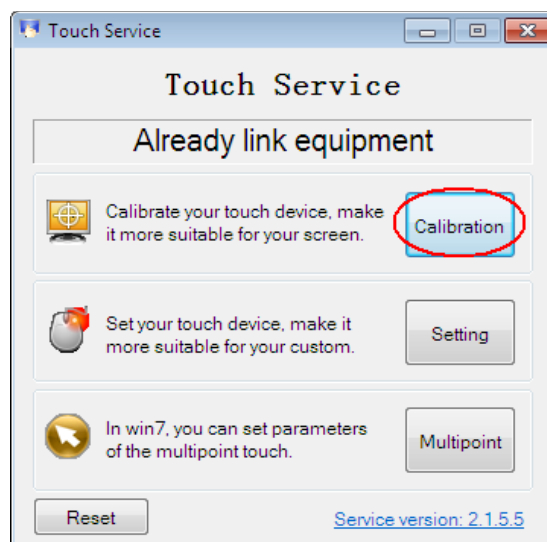 Touch Service
Touch Service
Already link equipment
Calibrate your touch device, make
it more suitable for your screen.
Calibration
Set your touch device, make it
more suitable for your custom.
Setting
In win7, you can set parameters
of the multipoint touch.
Multipoint
Reset
Service version: 2.1.5.5